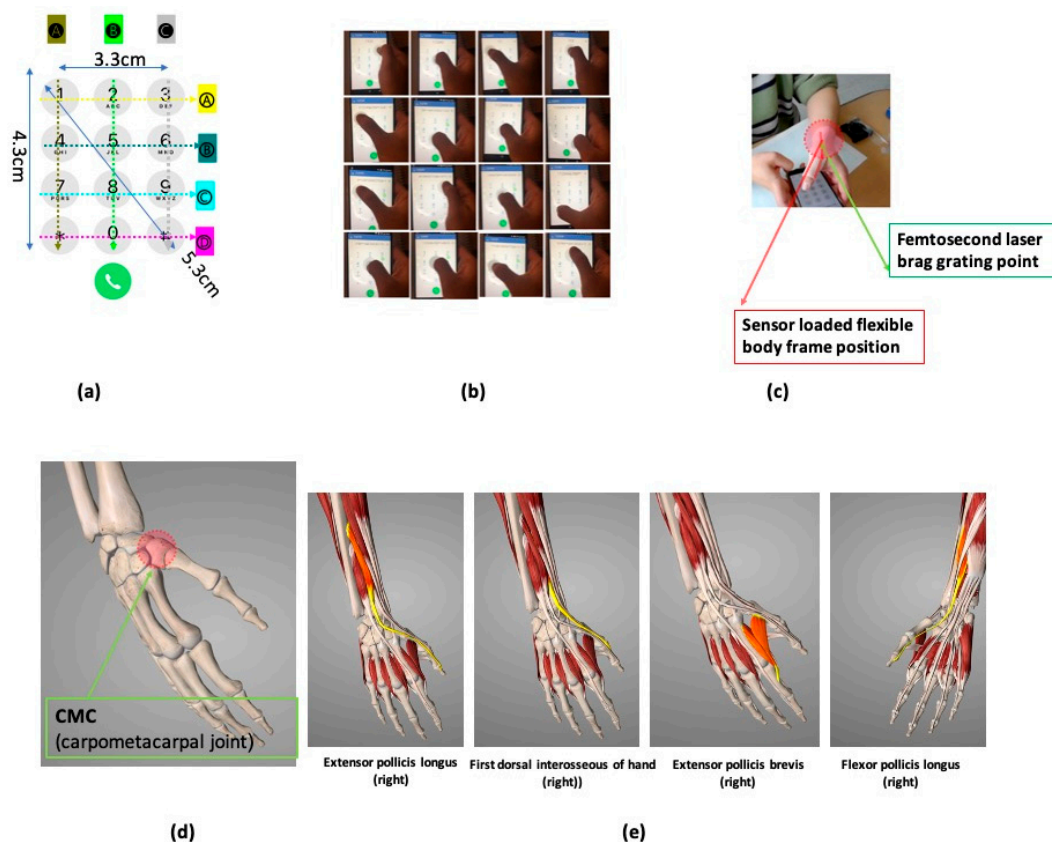 Ⓐ
Ⓑ
Ⓒ
3.3cm
4.3cm
1
2
ABC
3
DEF
Ⓐ
4
GHI
5
JKL
6
MNO
Ⓑ
7
PQRS
8
TUV
9
WXYZ
Ⓒ
*
0
Ⓓ
5.3cm
Femtosecond laser
brag grating point
Sensor loaded flexible
body frame position
(a)
(b)
(c)
CMC
(carpometacarpal joint)
Extensor pollicis longus
(right)
First dorsal interosseous of hand
(right))
Extensor pollicis brevis
(right)
Flexor pollicis longus
(right)
(d)
(e)